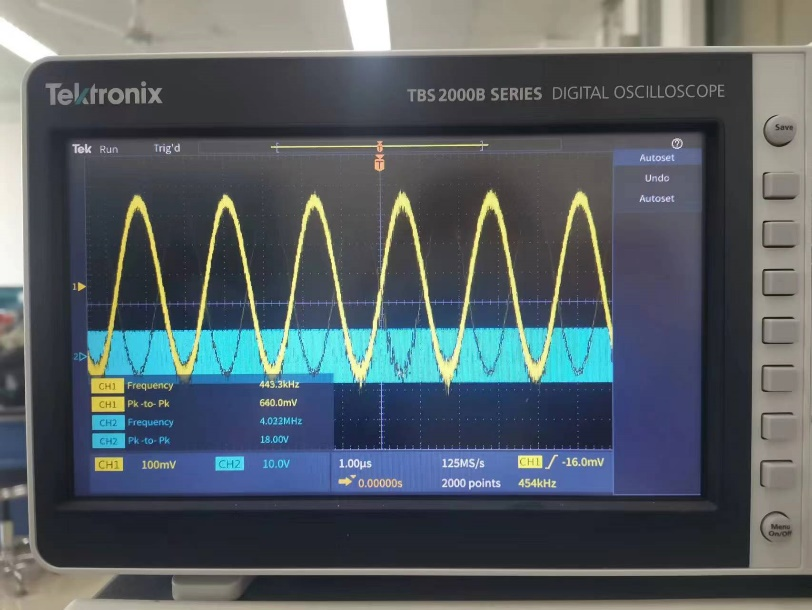 Tektronix
TBS 2000B SERIES DIGITAL OSCILLOSCOPE
Save
Tek Run Trig'd
Autoset
Undo
Autoset
T
1
2
CH1 Frequency 443.3kHz
CH1 Pk-to-Pk 640.0mV
CH2 Frequency 4.032MHz
CH2 Pk-to-Pk 18.00V
CH1 100mV CH2 10.0V 1.00µs 125MS/s CH1 -16.0mV
0.00000s 2000 points 454kHz
Menu
On/Off